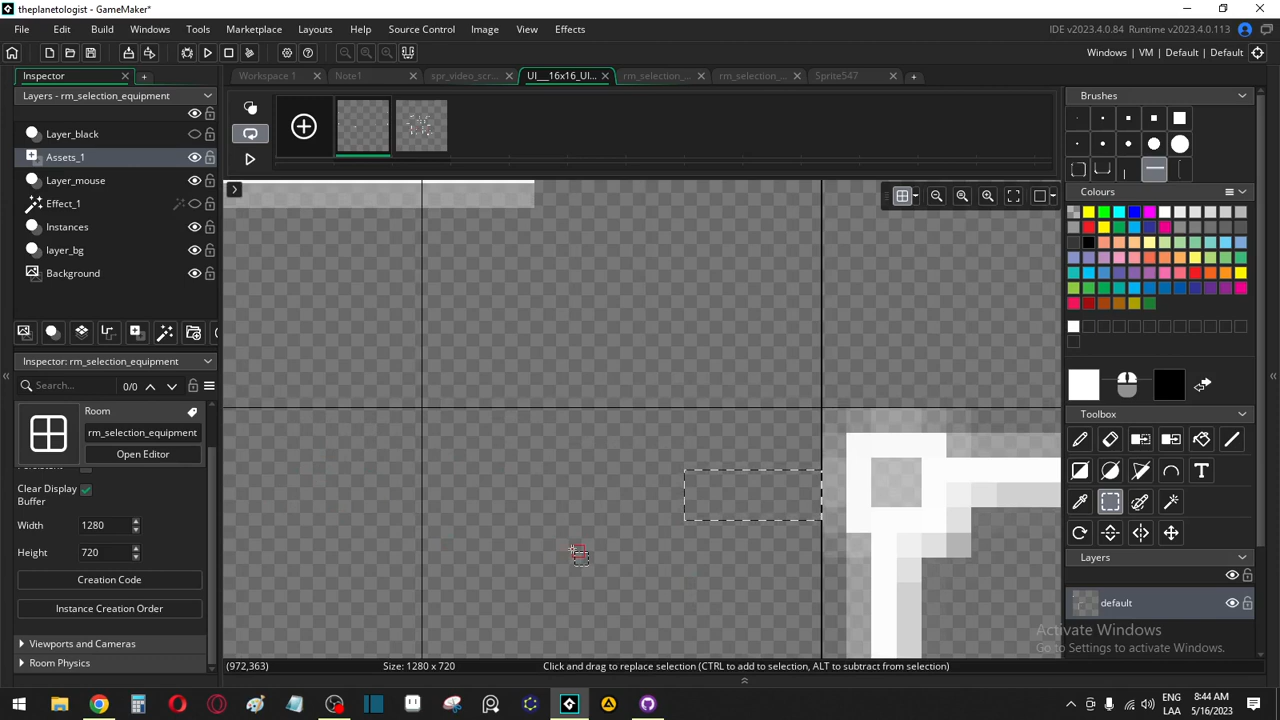 theplanetologist - GameMaker*
File Edit Build Windows Tools Marketplace Layouts Help Source Control Image View Effects
IDE v2023.4.0.84 Runtime v2023.4.0.113
Windows | VM | Default | Default
Inspector
Workspace 1
Note1
spr_video_scr...
UI__16x16_UI...
rm_selection_...
rm_selection_...
Sprite547
Layers - rm_selection_equipment
Layer_black
Assets_1
Layer_mouse
Effect_1
Instances
layer_bg
Background
Inspector: rm_selection_equipment
Search...
0/0
Room
rm_selection_equipment
Open Editor
Clear Display Buffer
Width 1280
Height 720
Creation Code
Instance Creation Order
Viewports and Cameras
Room Physics
Brushes
Colours
Toolbox
Layers
default
Activate Windows
Go to Settings to activate Windows.
(972,363)
Size: 1280 x 720
Click and drag to replace selection (CTRL to add to selection, ALT to subtract from selection)
ENG
LAA
8:44 AM
5/16/2023